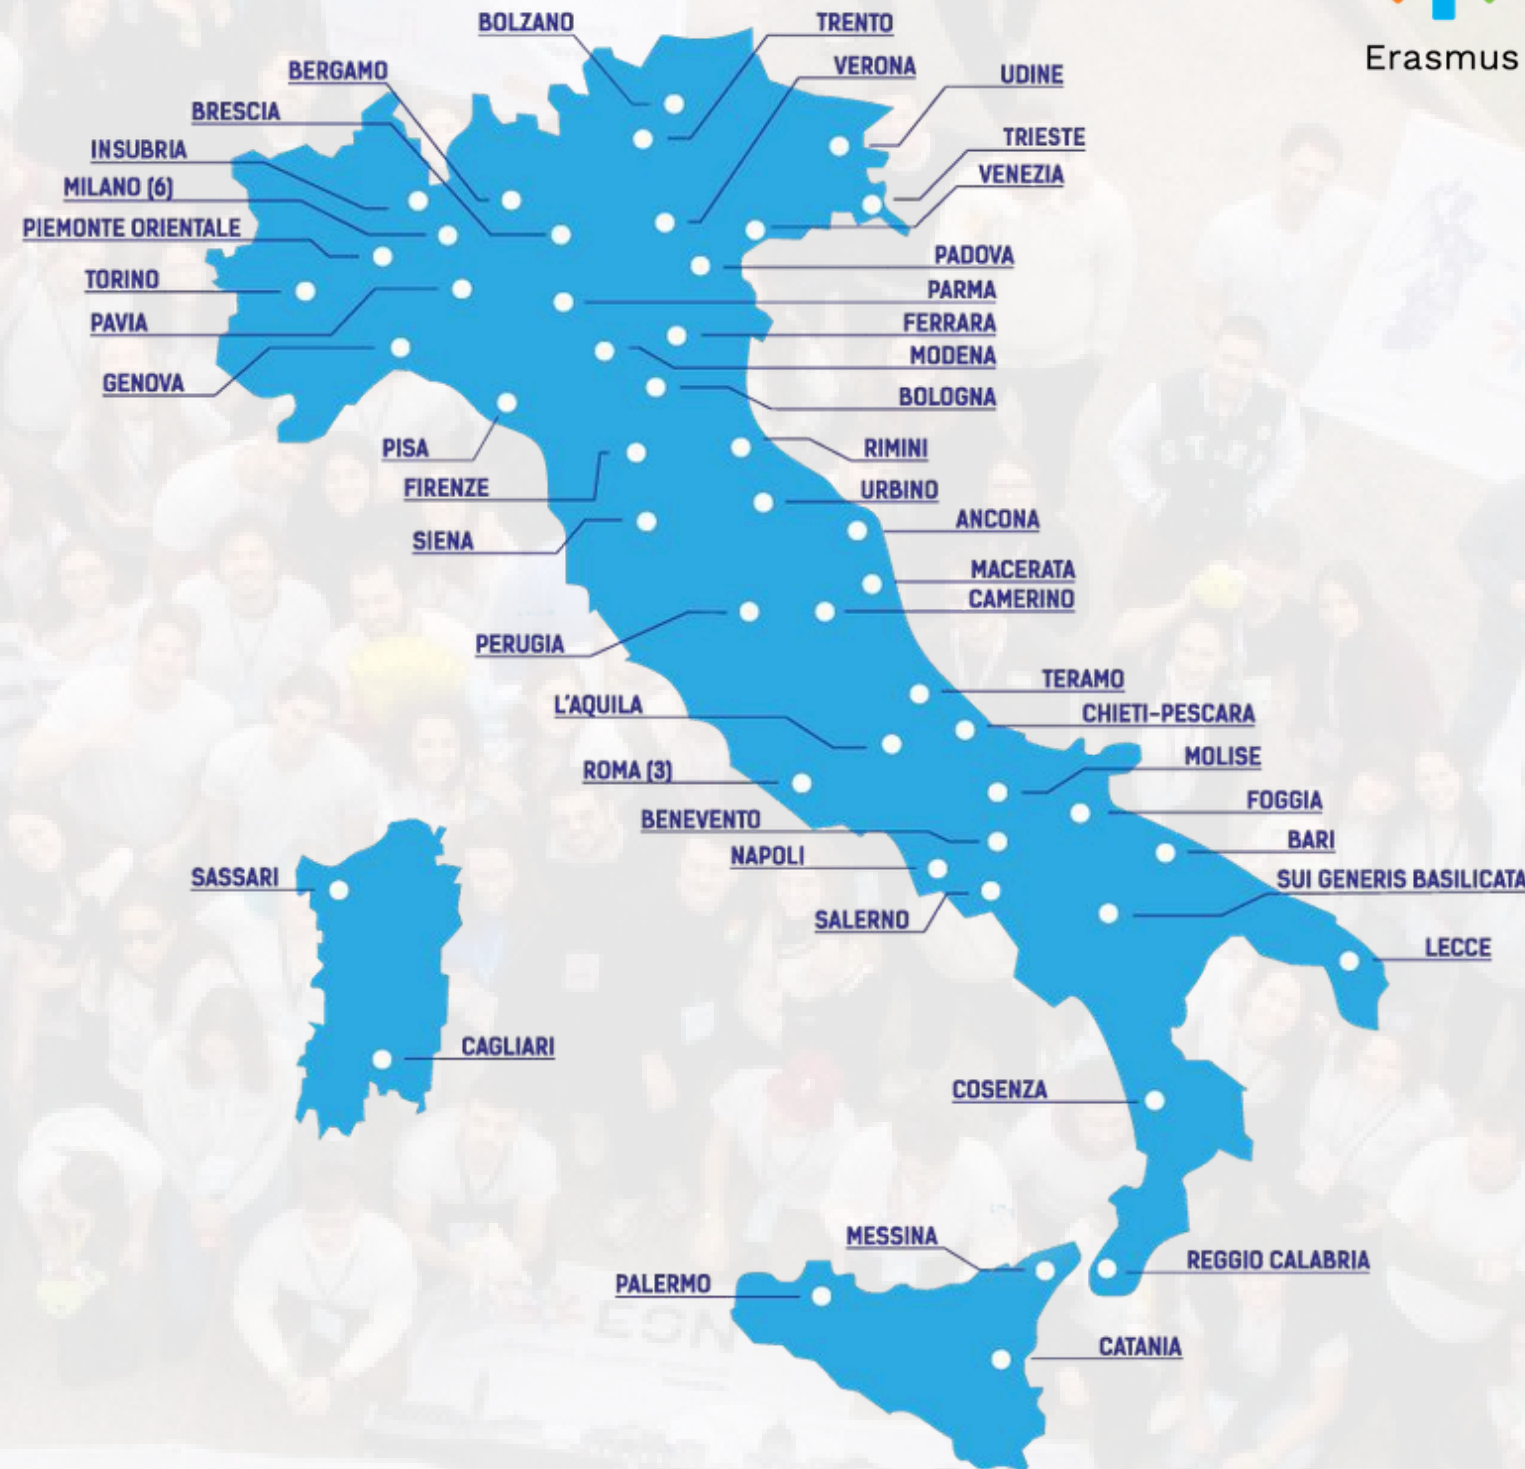 BOLZANO
TRENTO
Erasmus
BERGAMO
VERONA
UDINE
BRESCIA
TRIESTE
INSUBRIA
VENEZIA
MILANO (6)
PIEMONTE ORIENTALE
PADOVA
TORINO
PARMA
PAVIA
FERRARA
MODENA
GENOVA
BOLOGNA
PISA
RIMINI
FIRENZE
URBINO
ANCONA
SIENA
MACERATA
CAMERINO
PERUGIA
TERAMO
L'AQUILA
CHIETI-PESCARA
MOLISE
ROMA (3)
FOGGIA
BENEVENTO
BARI
NAPOLI
SASSARI
SUI GENERIS BASILICATA
SALERNO
LECCE
CAGLIARI
COSENZA
MESSINA
REGGIO CALABRIA
PALERMO
ESN
CATANIA